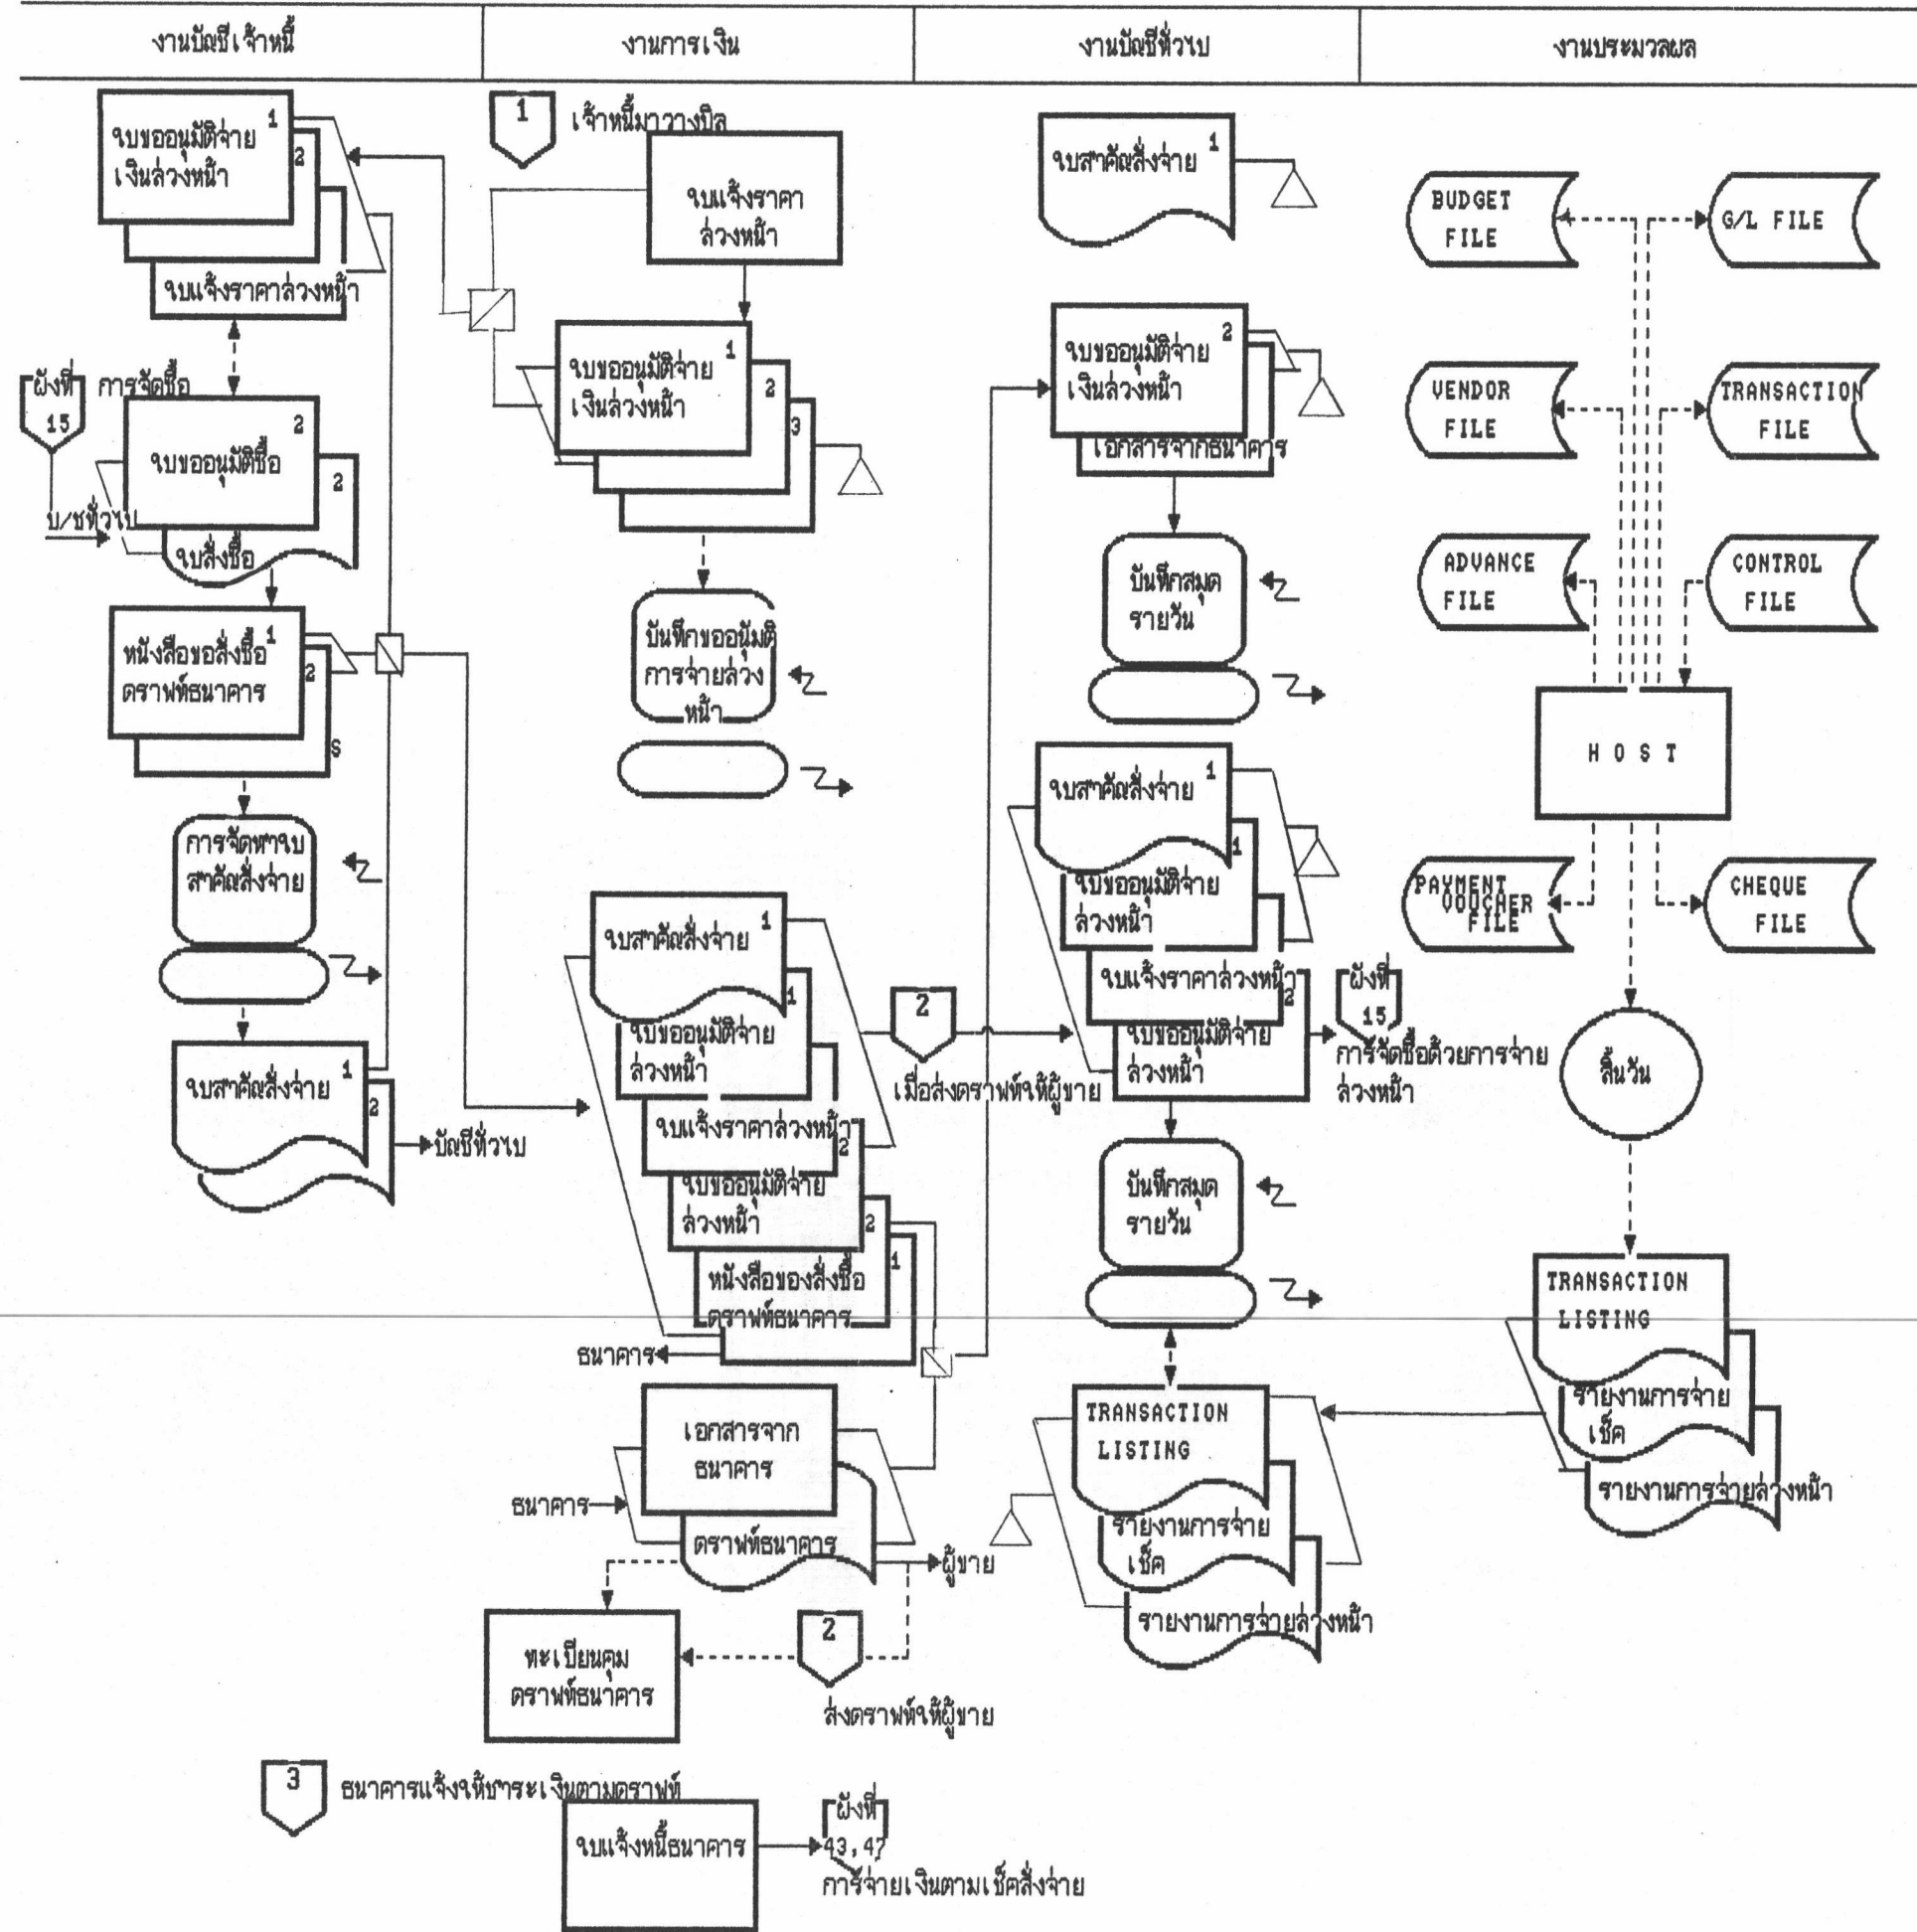 งานบัญชีเจ้าหนี้
งานการเงิน
งานบัญชีทั่วไป
งานประมวลผล
ใบขออนุมัติจ่าย
เงินล่วงหน้า
1
2
ใบแจ้งราคาล่วงหน้า
ผังที่
15
การจัดซื้อ
ใบขออนุมัติซื้อ
2
2
บ/ชทั่วไป
ใบสั่งซื้อ
หนังสือขอสั่งซื้อ
ดราฟท์ธนาคาร
1
2
S
การจัดทำใบ
สำคัญสั่งจ่าย
ใบสำคัญสั่งจ่าย
1
2
บัญชีทั่วไป
1
เจ้าหนี้มาวางบิล
ใบแจ้งราคา
ล่วงหน้า
ใบขออนุมัติจ่าย
เงินล่วงหน้า
1
2
3
บันทึกขออนุัมติ
การจ่ายล่วง
หน้า
ใบสำคัญสั่งจ่าย
1
1
ใบขออนุมัติจ่าย
ล่วงหน้า
ใบแจ้งราคาล่วงหน้า
2
ใบขออนุมัติจ่าย
ล่วงหน้า
2
หนังสือของสั่งซื้อ
ดราฟท์ธนาคาร
1
ธนาคาร
เอกสารจาก
ธนาคาร
ธนาคาร
ดราฟท์ธนาคาร
ผู้ขาย
ทะเบียนคุม
ดราฟท์ธนาคาร
2
ส่งดราฟท์ให้ผู้ขาย
2
เมื่อส่งดราฟท์ให้ผู้ขาย
3
ธนาคารแจ้งให้ชำระเงินตามดราฟท์
ใบแจ้งหนี้ธนาคาร
ผังที่
43,47
การจ่ายเงินตามเช็คสั่งจ่าย
ใบสำคัญสั่งจ่าย
1
ใบขออนุมัติจ่าย
เงินล่วงหน้า
2
เอกสารจากธนาคาร
บันทึกสมุด
รายวัน
ใบสำคัญสั่งจ่าย
1
1
ใบขออนุมัติจ่าย
ล่วงหน้า
ใบแจ้งราคาล่วงหน้า
2
ใบขออนุมัติจ่าย
ล่วงหน้า
ผังที่
15
การจัดซื้อด้วยการจ่าย
ล่วงหน้า
บันทึกสมุด
รายวัน
TRANSACTION
LISTING
รายงานการจ่าย
เช็ค
รายงานการจ่ายล่วงหน้า
BUDGET
FILE
G/L FILE
VENDOR
FILE
TRANSACTION
FILE
ADVANCE
FILE
CONTROL
FILE
HOST
PAYMENT
VOUCHER
FILE
CHEQUE
FILE
สิ้นวัน
TRANSACTION
LISTING
รายงานการจ่าย
เช็ค
รายงานการจ่ายล่วงหน้า